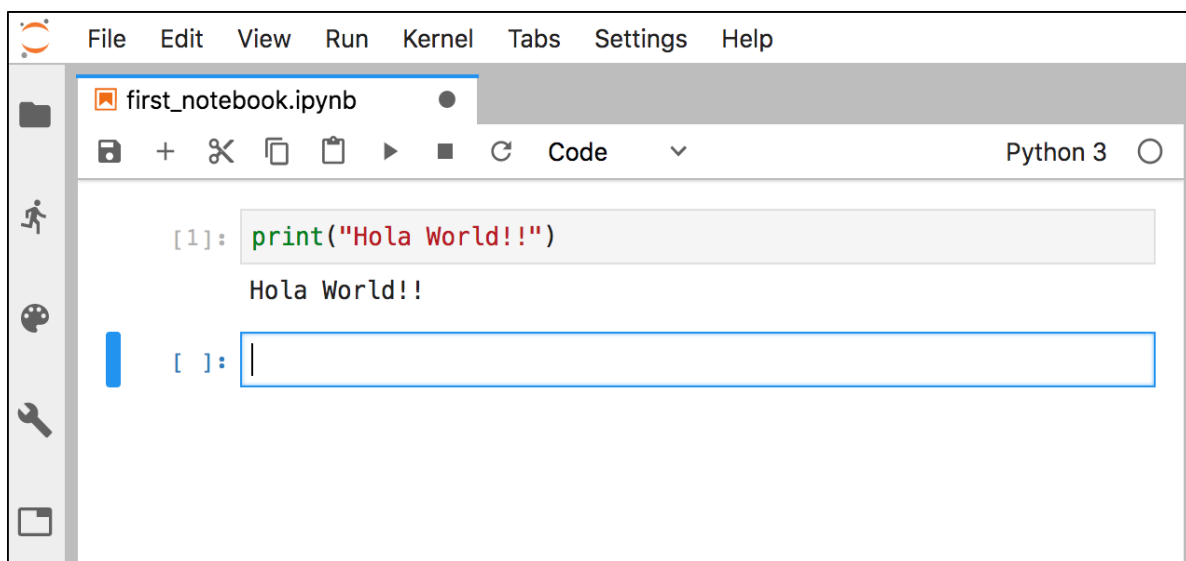 File Edit View Run Kernel Tabs Settings Help
first_notebook.ipynb
Code Python 3
[1]: print("Hola World!!")
Hola World!!
[ ]: